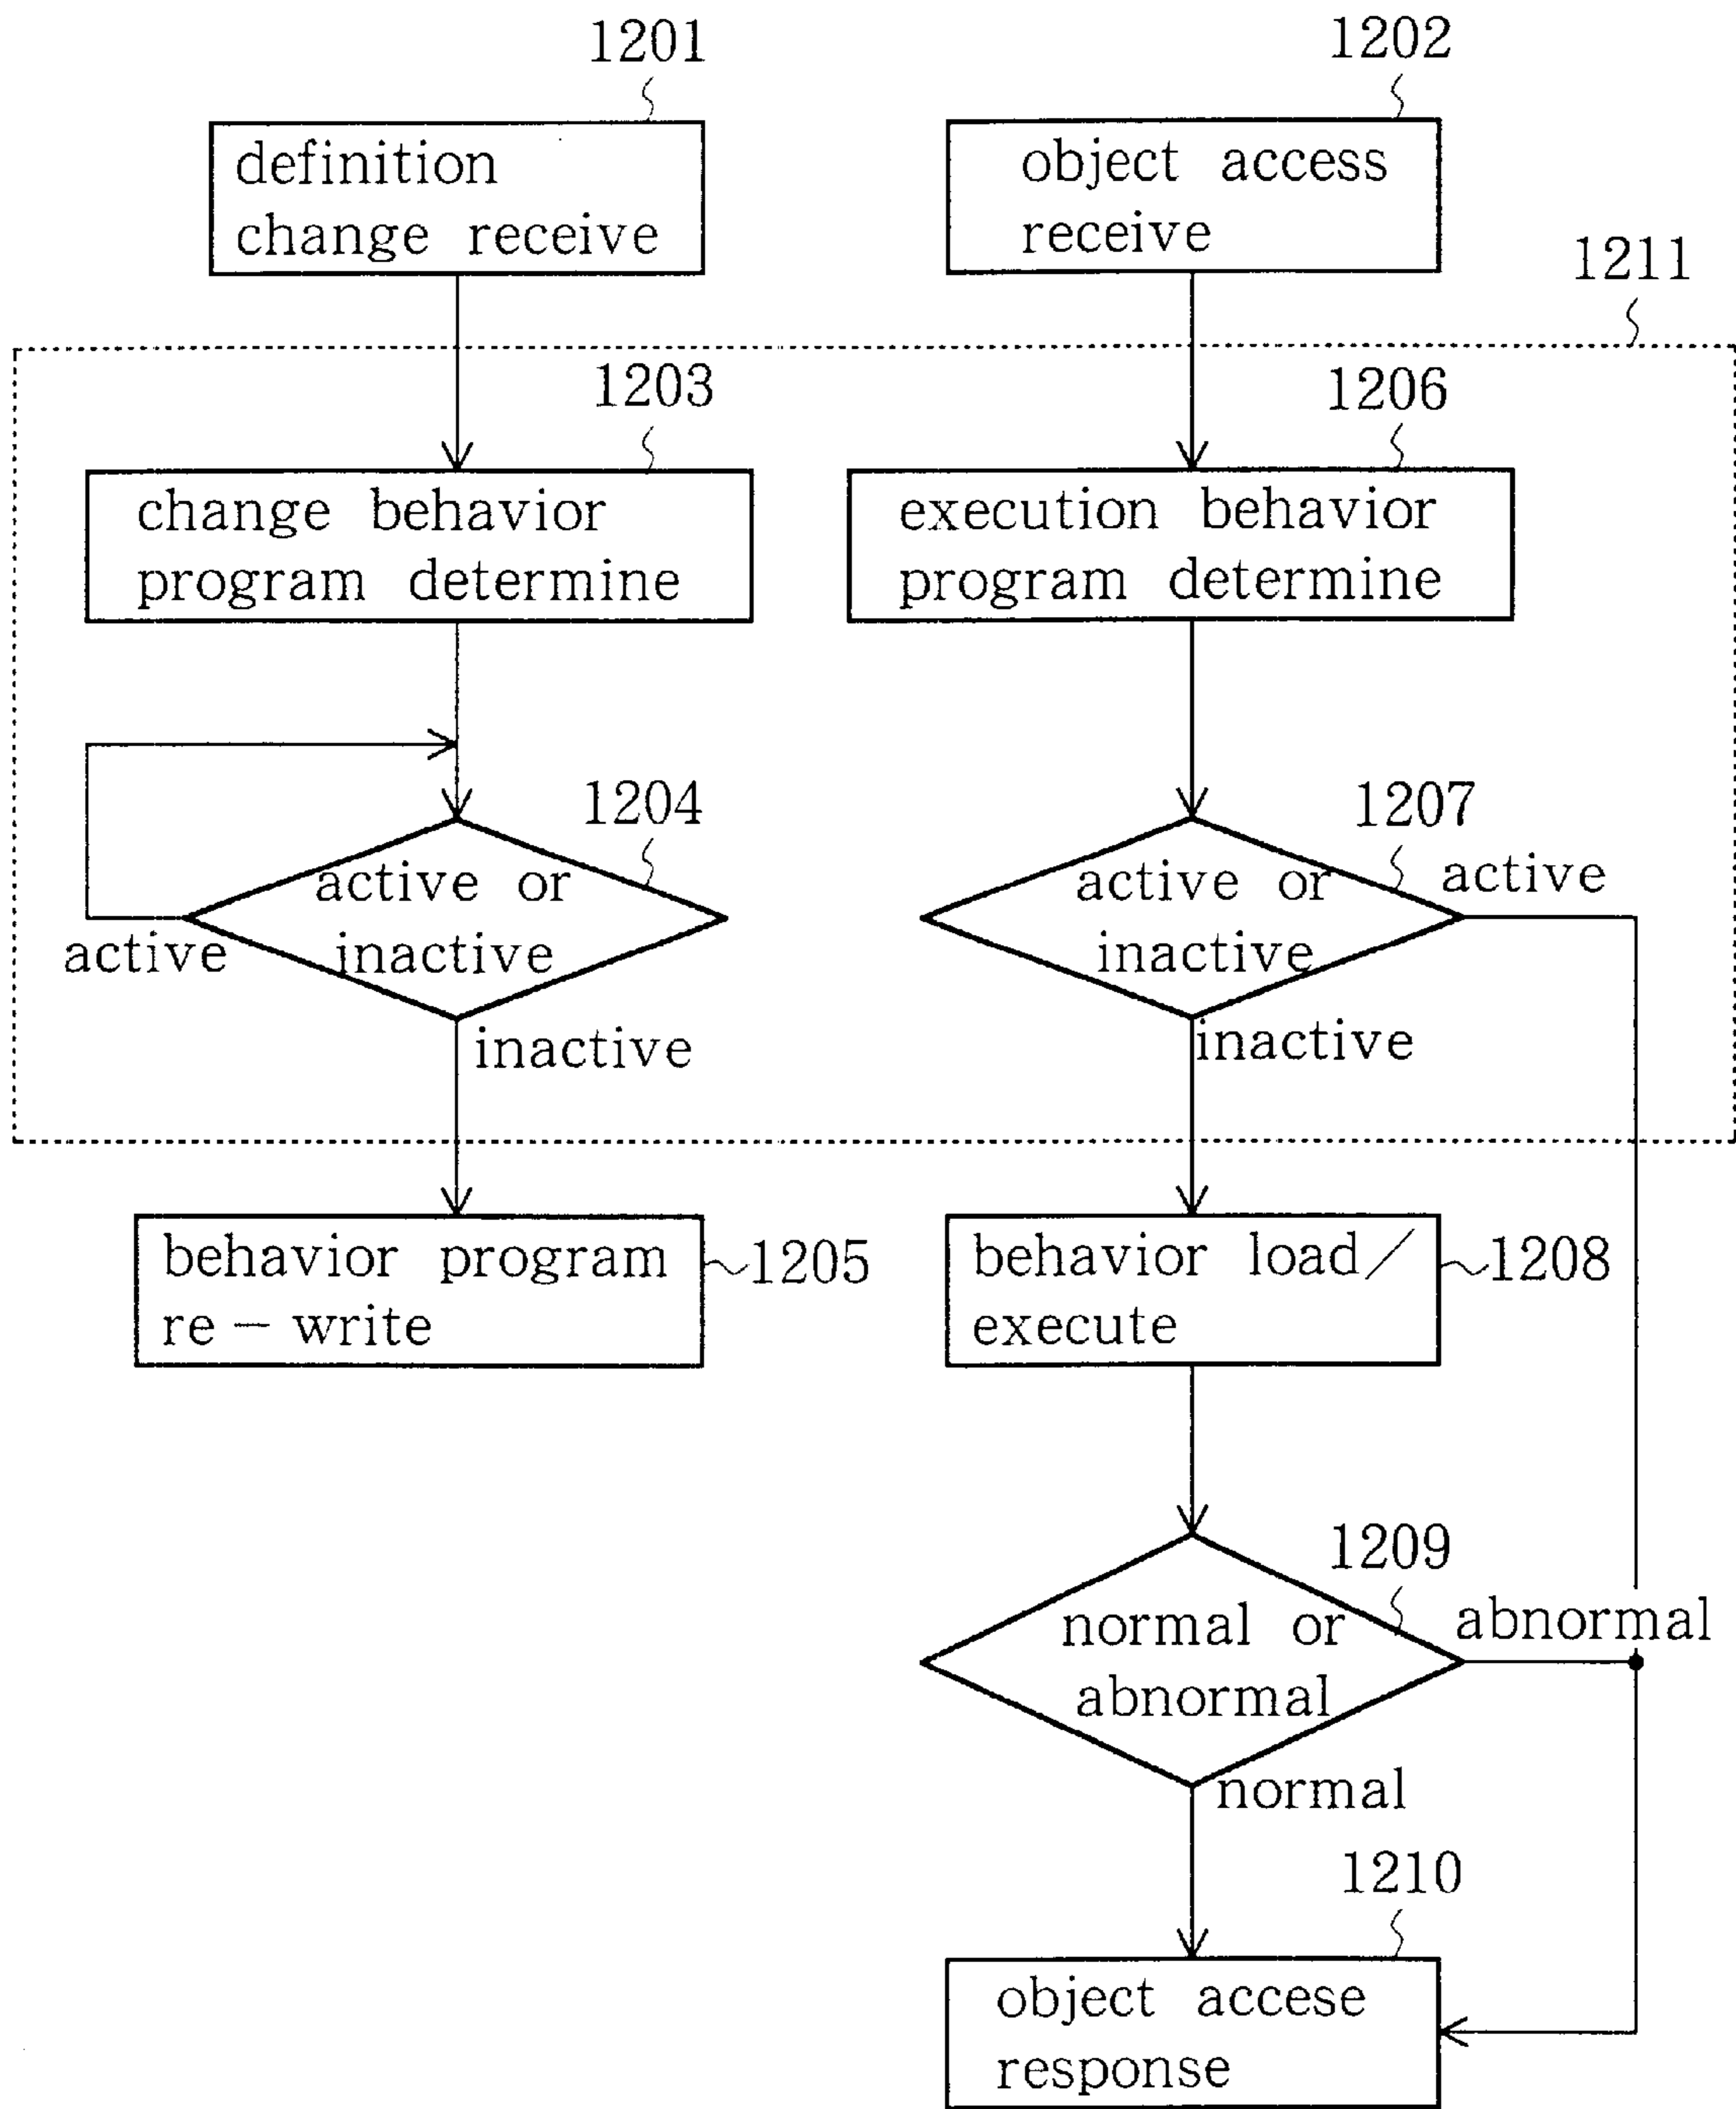 1201
1202
definition
change receive
object access
receive
1211
1203
1206
change behavior
program determine
execution behavior
program determine
1204
1207
active or
inactive
active
active or
inactive
active
inactive
inactive
behavior program
re－write
1205
behavior load／
execute
1208
1209
normal or
abnormal
abnormal
normal
1210
object accese
response